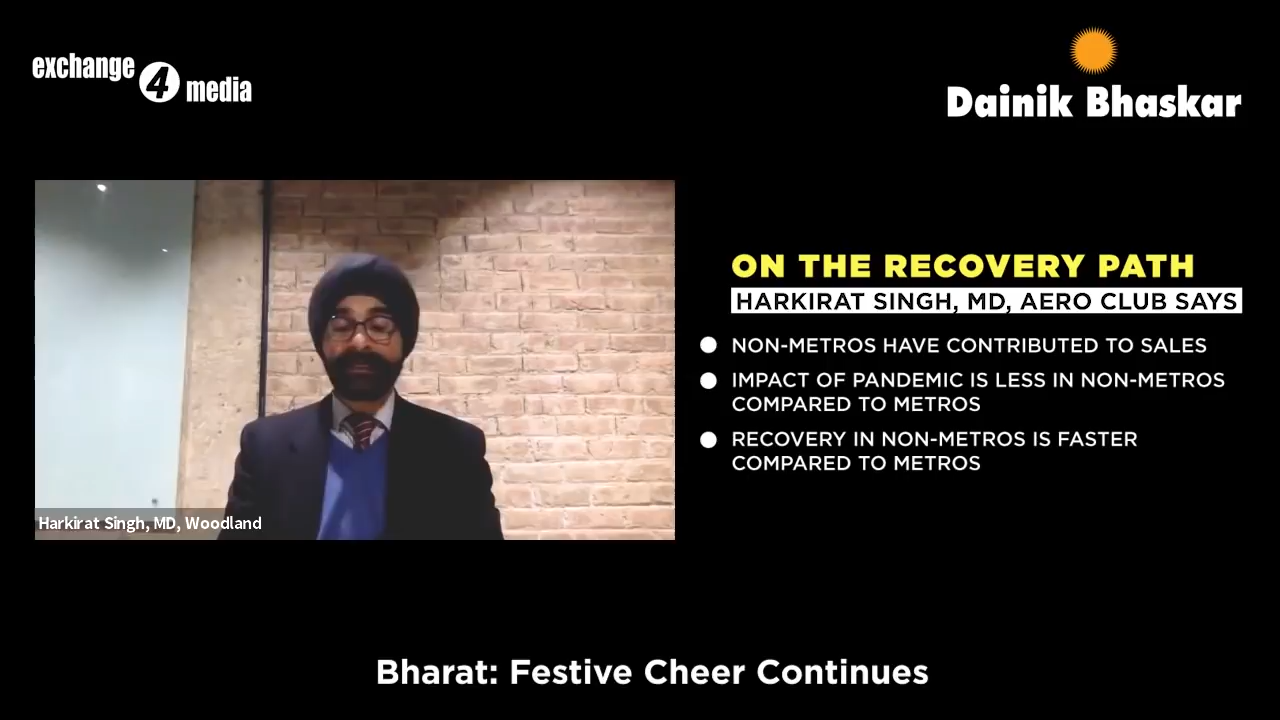 exchange
4
media
Dainik Bhaskar
ON THE RECOVERY PATH
HARKIRAT SINGH, MD, AERO CLUB SAYS
NON-METROS HAVE CONTRIBUTED TO SALES
IMPACT OF PANDEMIC IS LESS IN NON-METROS
COMPARED TO METROS
RECOVERY IN NON-METROS IS FASTER
COMPARED TO METROS
Harkirat Singh, MD, Woodland
Bharat: Festive Cheer Continues